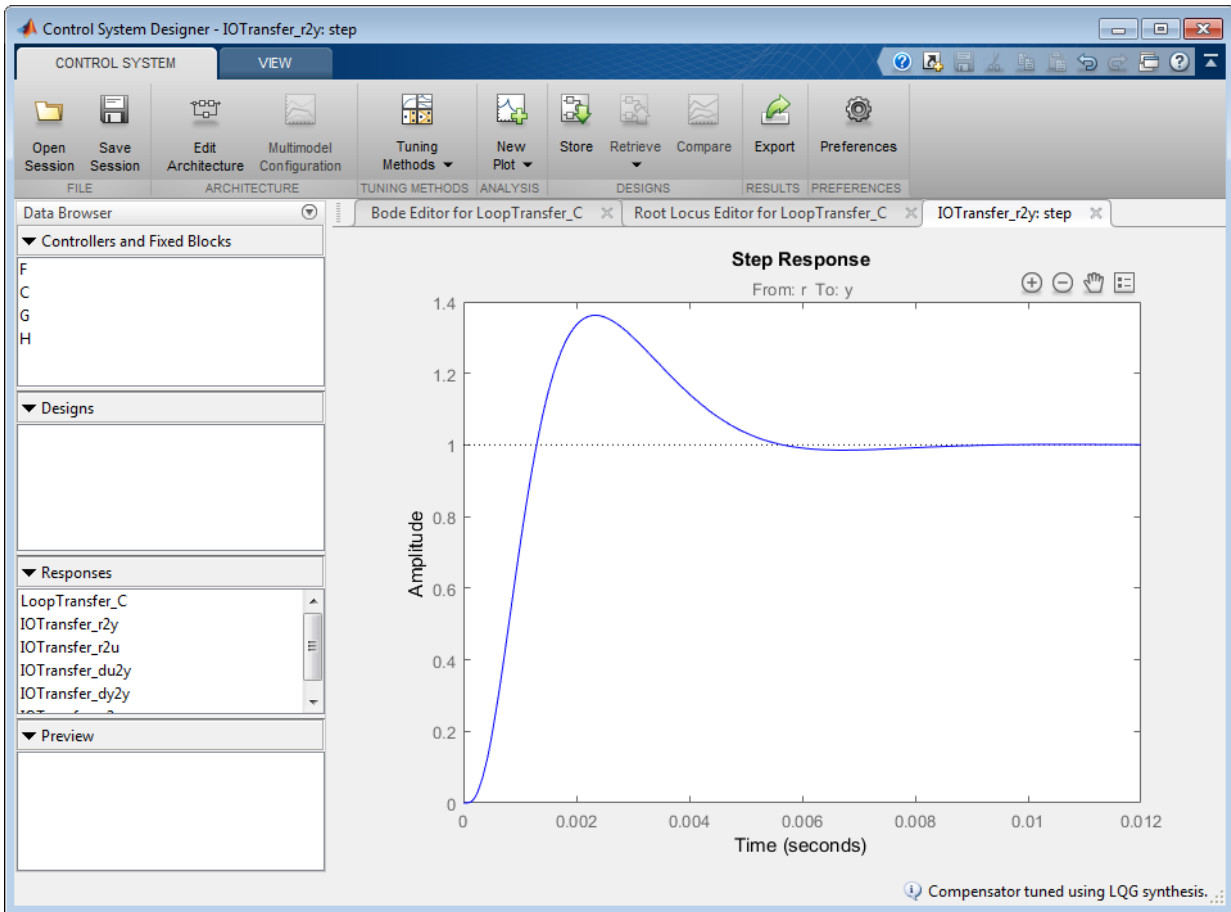 Control System Designer - IOTransfer_r2y: step
CONTROL SYSTEM
VIEW
Open Session
Save Session
Edit Architecture
Multimodel Configuration
Tuning Methods
New Plot
Store
Retrieve
Compare
Export
Preferences
FILE
ARCHITECTURE
TUNING METHODS
ANALYSIS
DESIGNS
RESULTS
PREFERENCES
Data Browser
Bode Editor for LoopTransfer_C
Root Locus Editor for LoopTransfer_C
IOTransfer_r2y: step
Controllers and Fixed Blocks
F
C
G
H
Designs
Responses
LoopTransfer_C
IOTransfer_r2y
IOTransfer_r2u
IOTransfer_du2y
IOTransfer_dy2y
Preview
Step Response
From: r To: y
1.4
1.2
1
0.8
0.6
0.4
0.2
0
Amplitude
0
0.002
0.004
0.006
0.008
0.01
0.012
Time (seconds)
Compensator tuned using LQG synthesis.